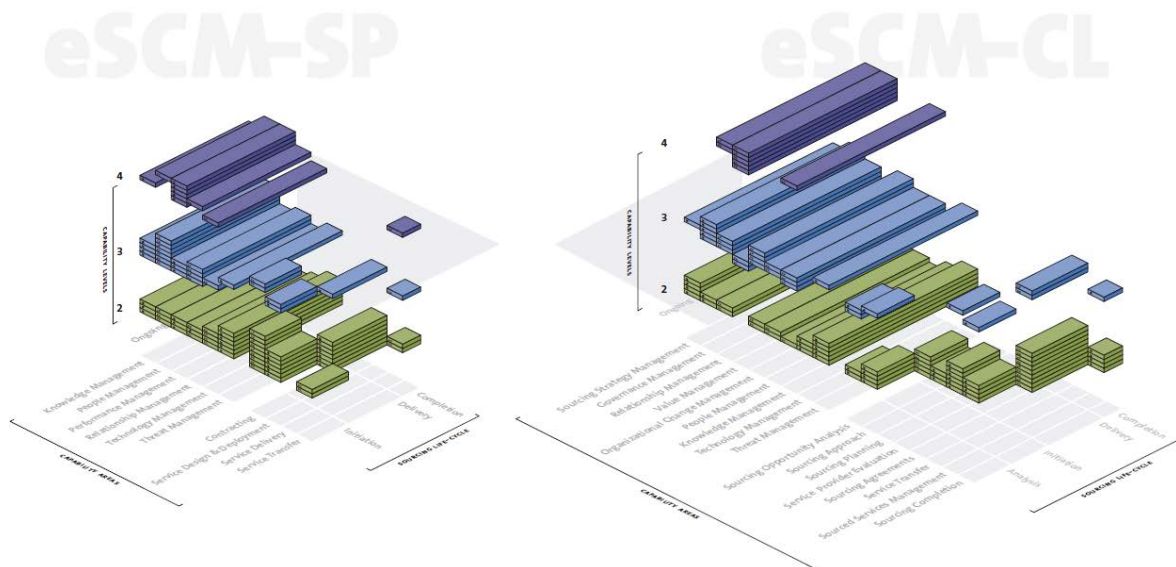 eSCM-SP
4
3
2
CAPABILITY LEVELS
Ongoing
Knowledge Management
People Management
Performance Management
Relationship Management
Technology Management
Threat Management
Contracting
Service Design & Deployment
Service Delivery
Service Transfer
Initiation
Delivery
Completion
CAPABILITY AREAS
SOURCING LIFE-CYCLE
eSCM-CL
4
3
2
CAPABILITY LEVELS
Ongoing
Sourcing Strategy Management
Governance Management
Relationship Management
Value Management
Organizational Change Management
People Management
Knowledge Management
Technology Management
Threat Management
Sourcing Opportunity Analysis
Sourcing Approach
Sourcing Planning
Service Provider Evaluation
Sourcing Agreements
Service Transfer
Sourced Services Management
Sourcing Completion
Analysis
Initiation
Delivery
Completion
CAPABILITY AREAS
SOURCING LIFE-CYCLE